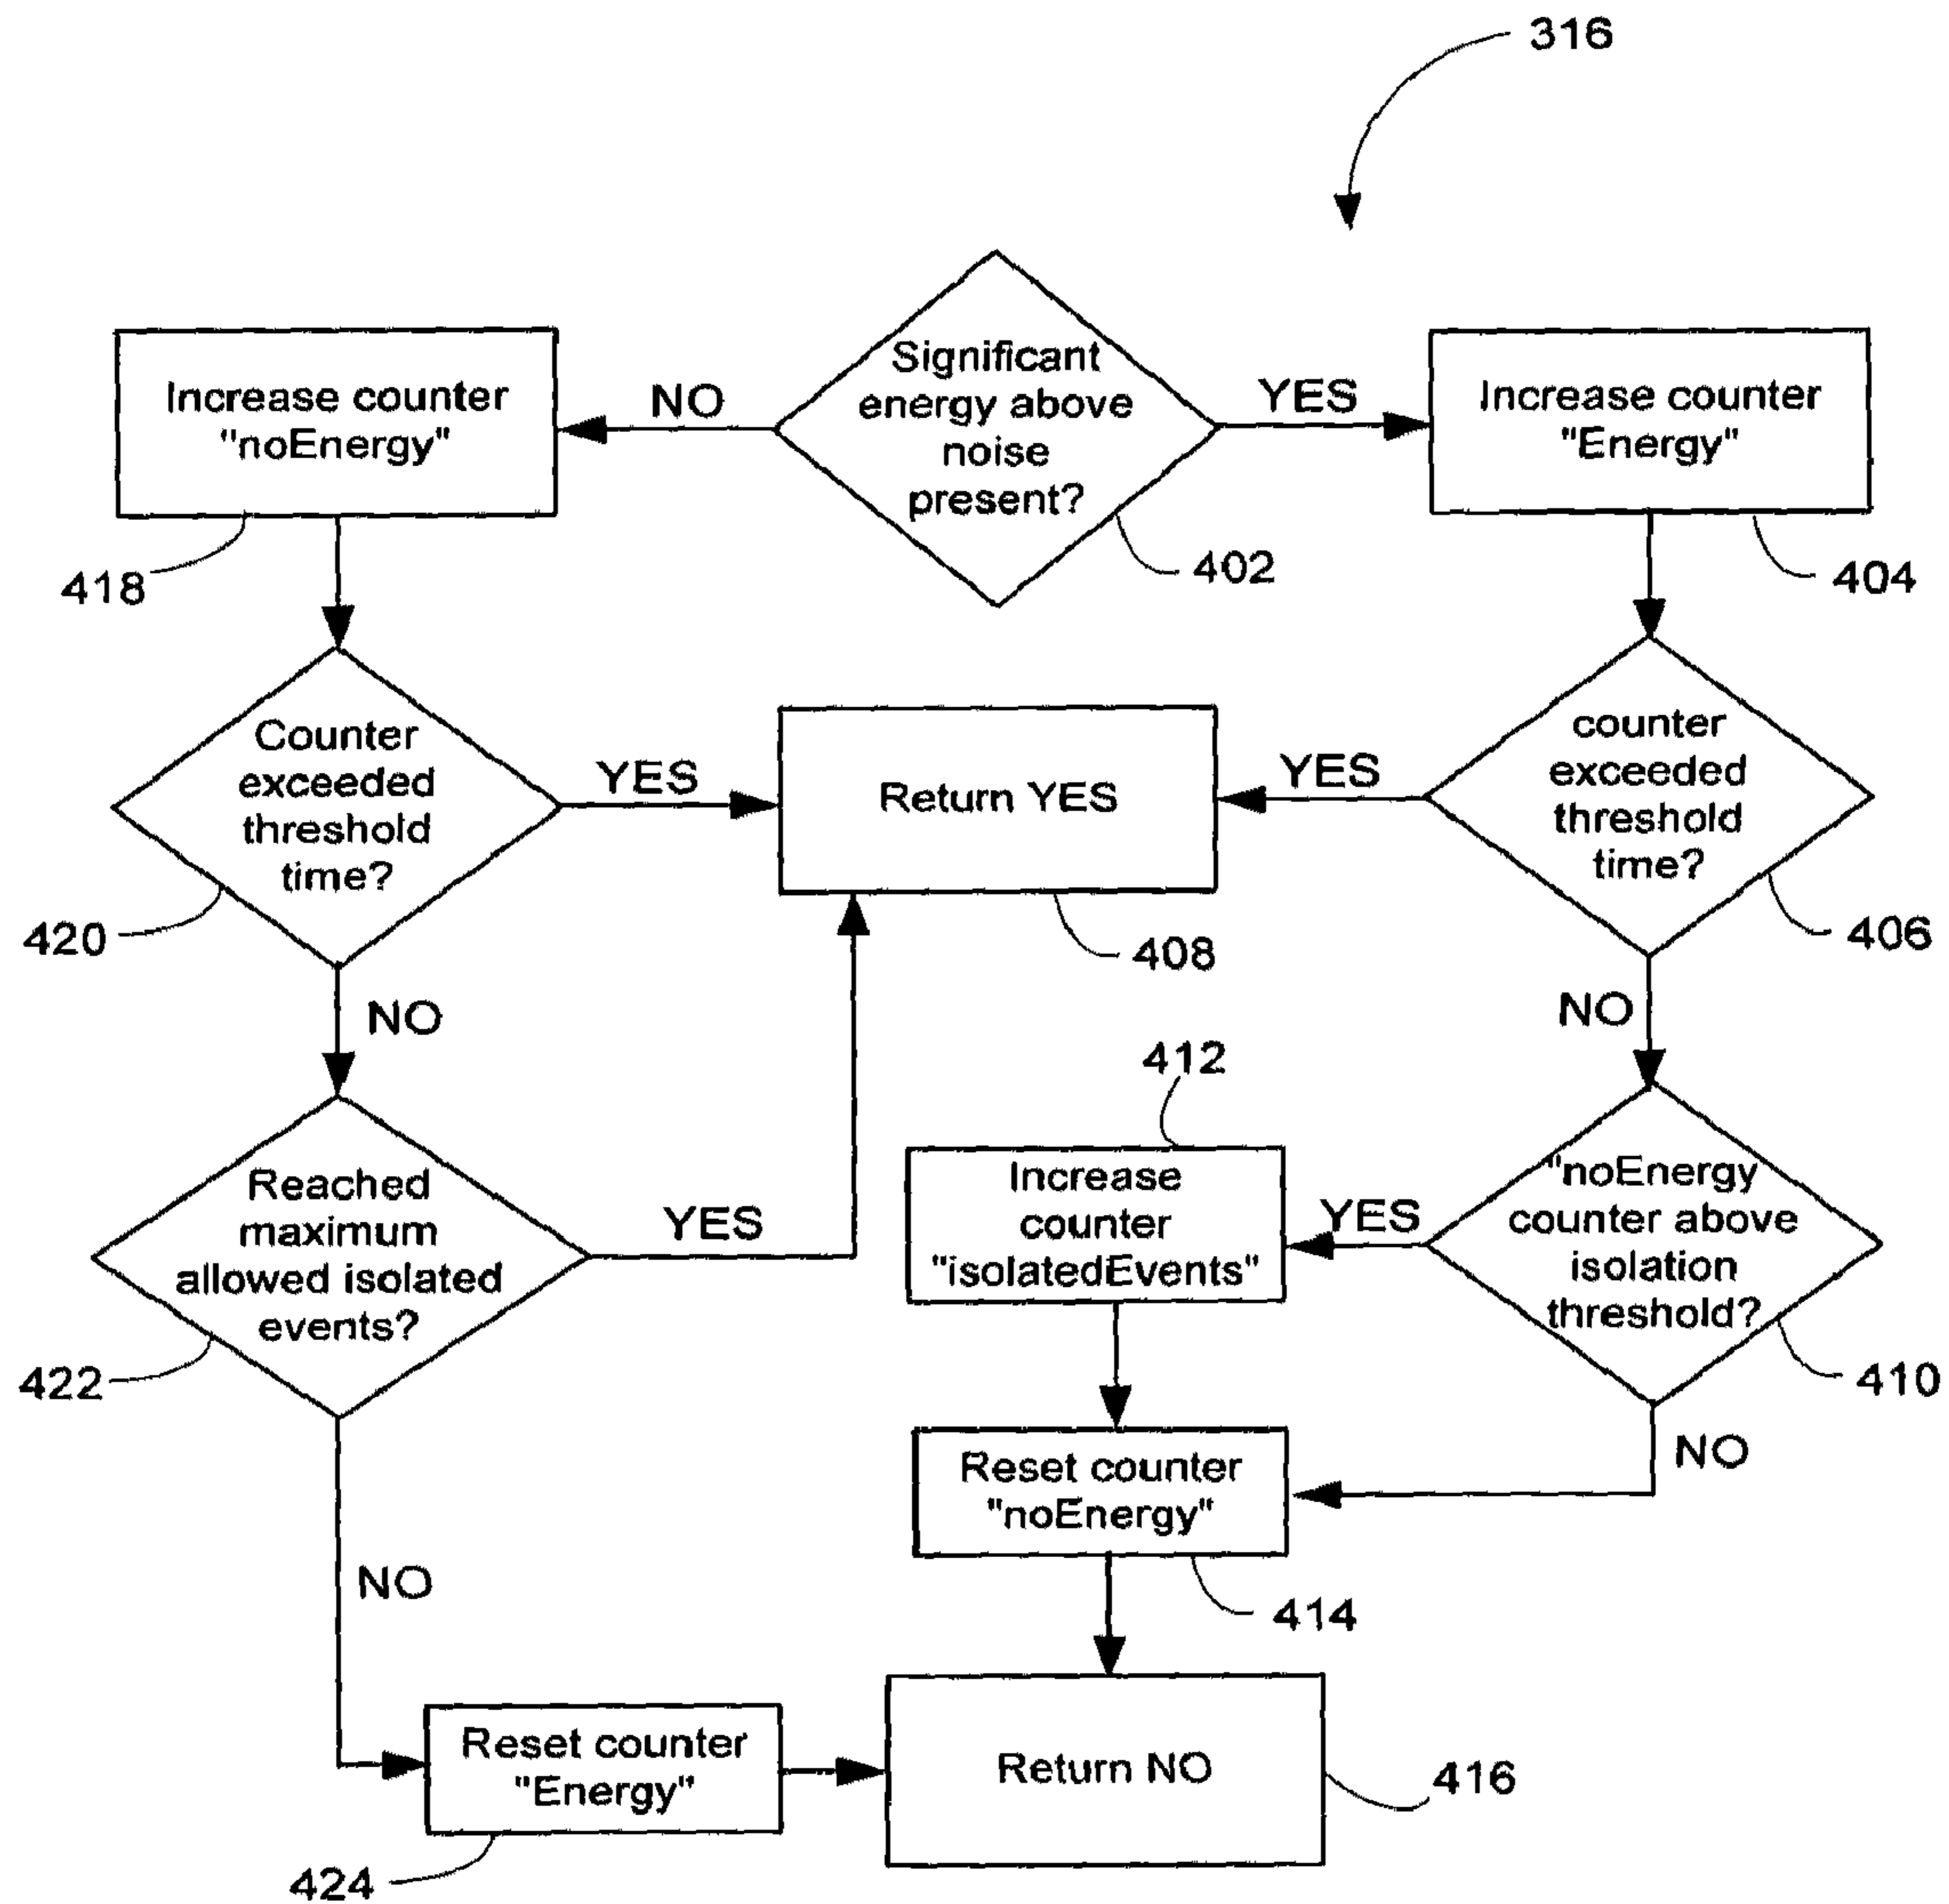 316
Significant
energy above
noise
present?
402
NO
YES
Increase counter
"noEnergy"
418
Increase counter
"Energy"
404
Counter
exceeded
threshold
time?
420
YES
Return YES
408
YES
counter
exceeded
threshold
time?
406
NO
NO
Reached
maximum
allowed isolated
events?
422
YES
412
Increase
counter
"isolatedEvents"
YES
"noEnergy
counter above
isolation
threshold?
410
NO
Reset counter
"noEnergy"
414
NO
Reset counter
"Energy"
424
Return NO
416